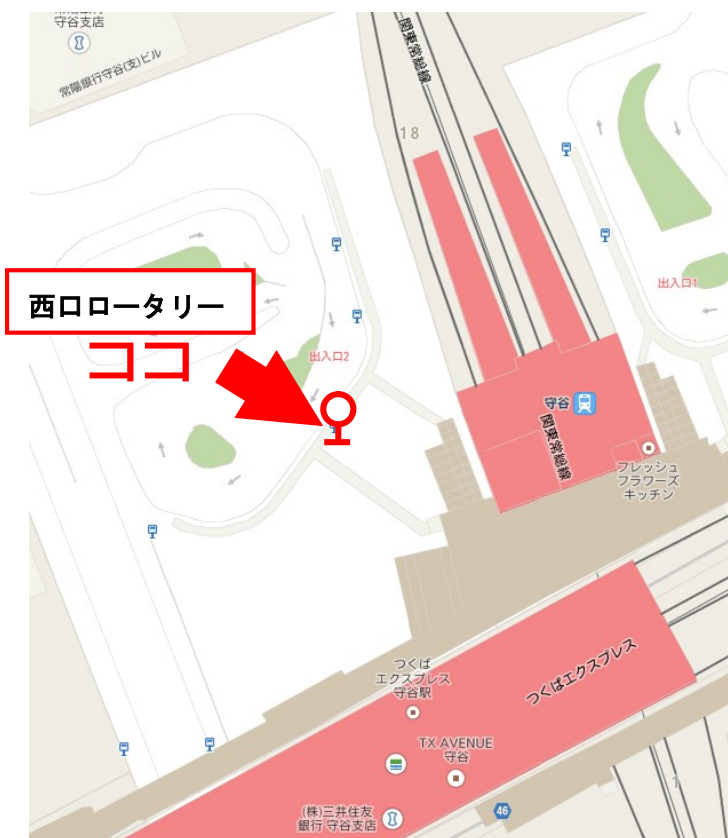 守谷支店
常陽銀行守谷(支)ビル
関東常総線
18
出入口1
西口ロータリー
ココ
出入口2
守谷
関東常総線
フレッシュ
フラワーズ
キッチン
つくば
エクスプレス
守谷駅
つくばエクスプレス
TX AVENUE
守谷
1
46
(株)三井住友
銀行 守谷支店